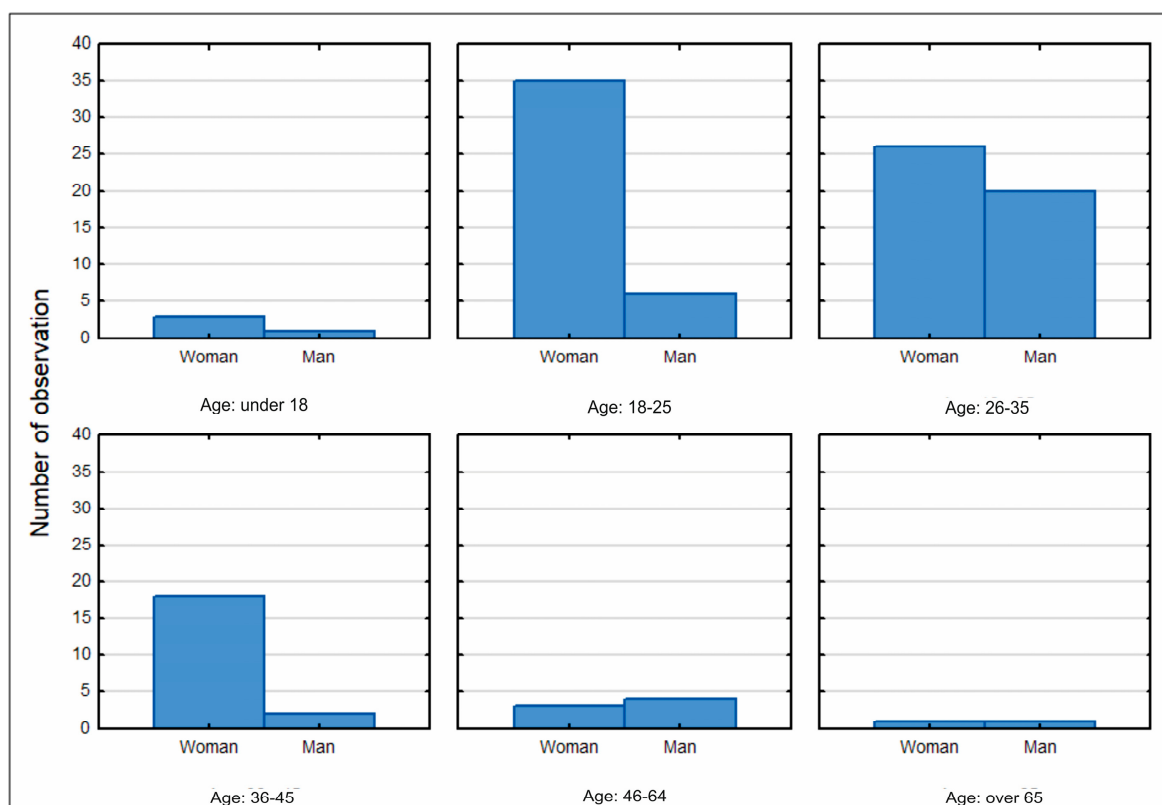 Number of observation
40
35
30
25
20
15
10
5
0
Woman Man
Woman Man
Woman Man
Age: under 18
Age: 18-25
Age: 26-35
40
35
30
25
20
15
10
5
0
Woman Man
Woman Man
Woman Man
Age: 36-45
Age: 46-64
Age: over 65